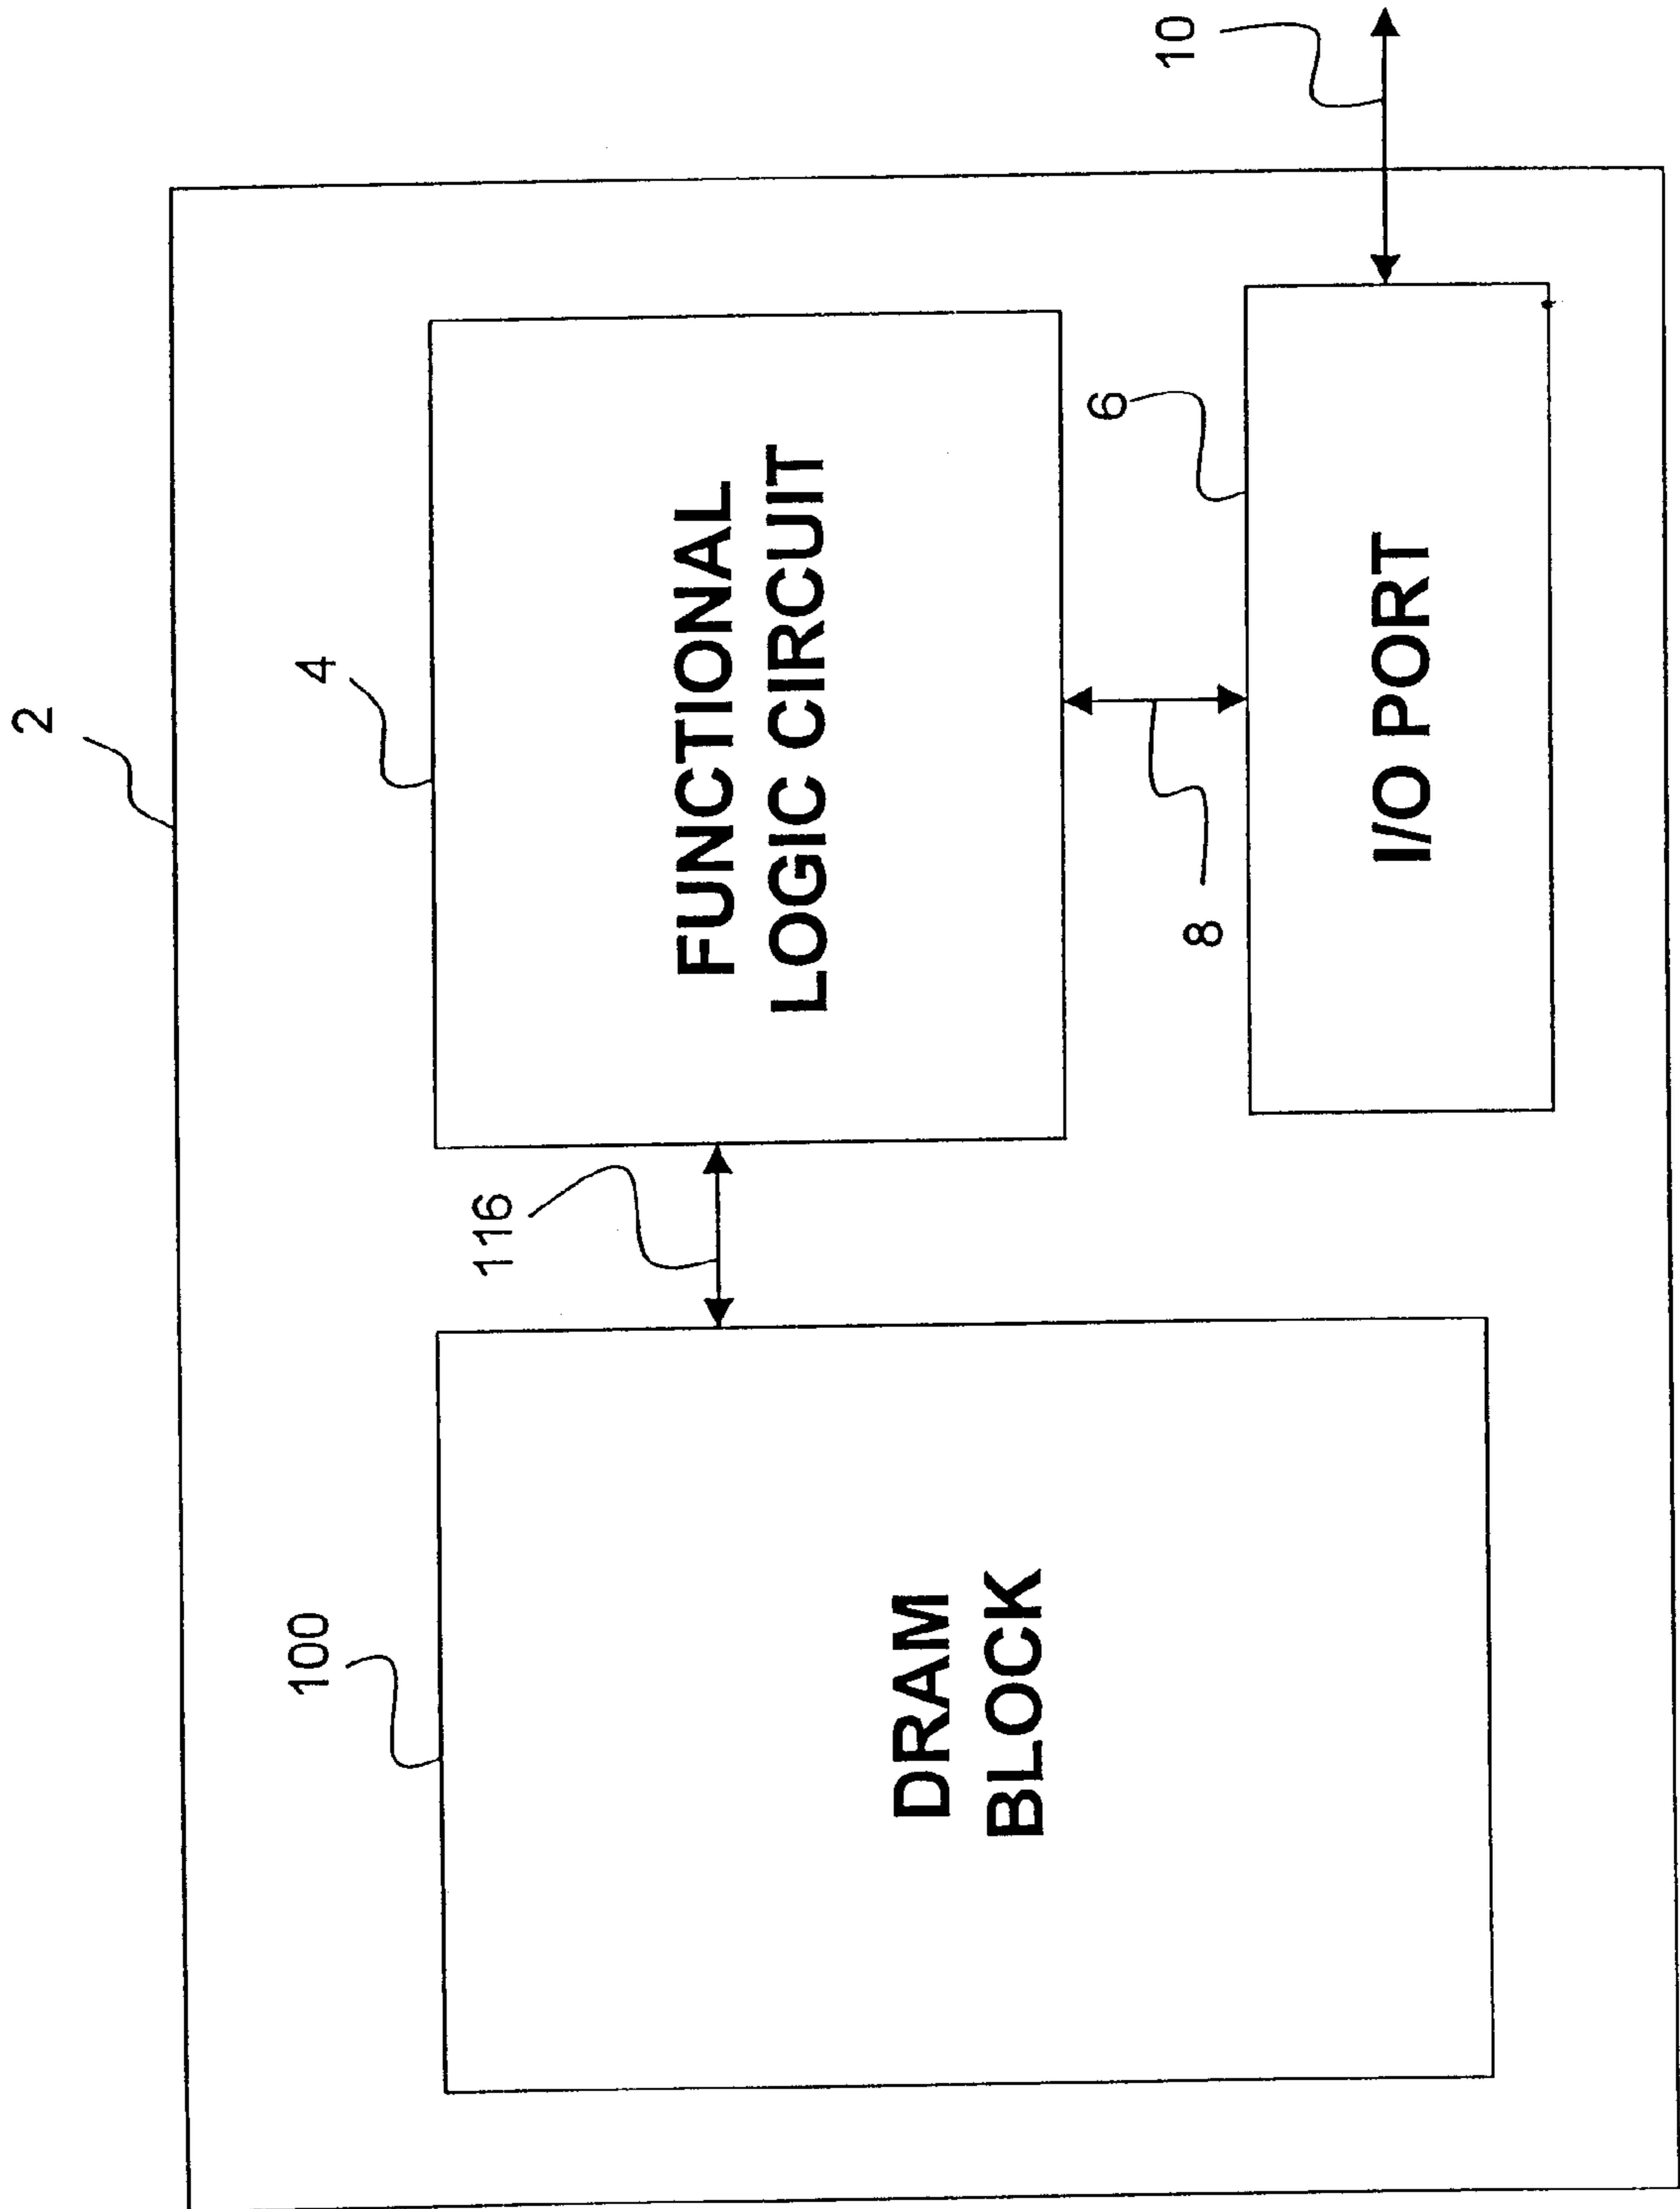 2
100
116
4
10
DRAM
BLOCK
FUNCTIONAL
LOGIC CIRCUIT
8
6
I/O PORT